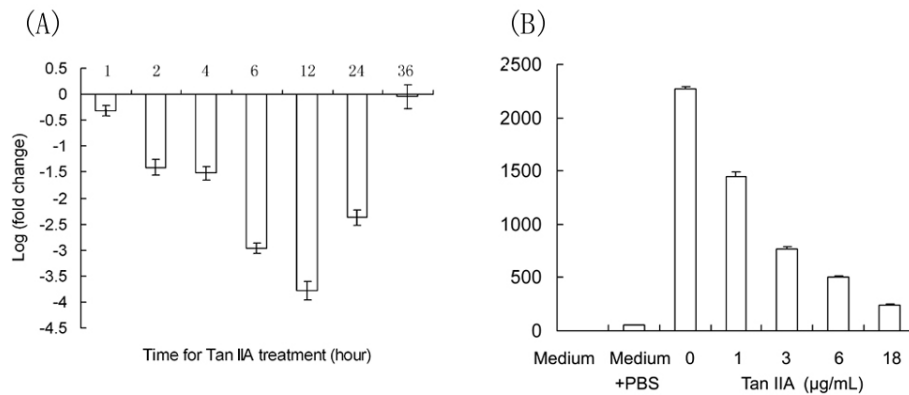 (A)
0.5
0
-0.5
-1
-1.5
-2
-2.5
-3
-3.5
-4
-4.5
Log (fold change)
1 2 4 6 12 24 36
Time for Tan IIA treatment (hour)
(B)
2500
2000
1500
1000
500
0
Medium Medium 0 1 3 6 18
+PBS Tan IIA (µg/mL)